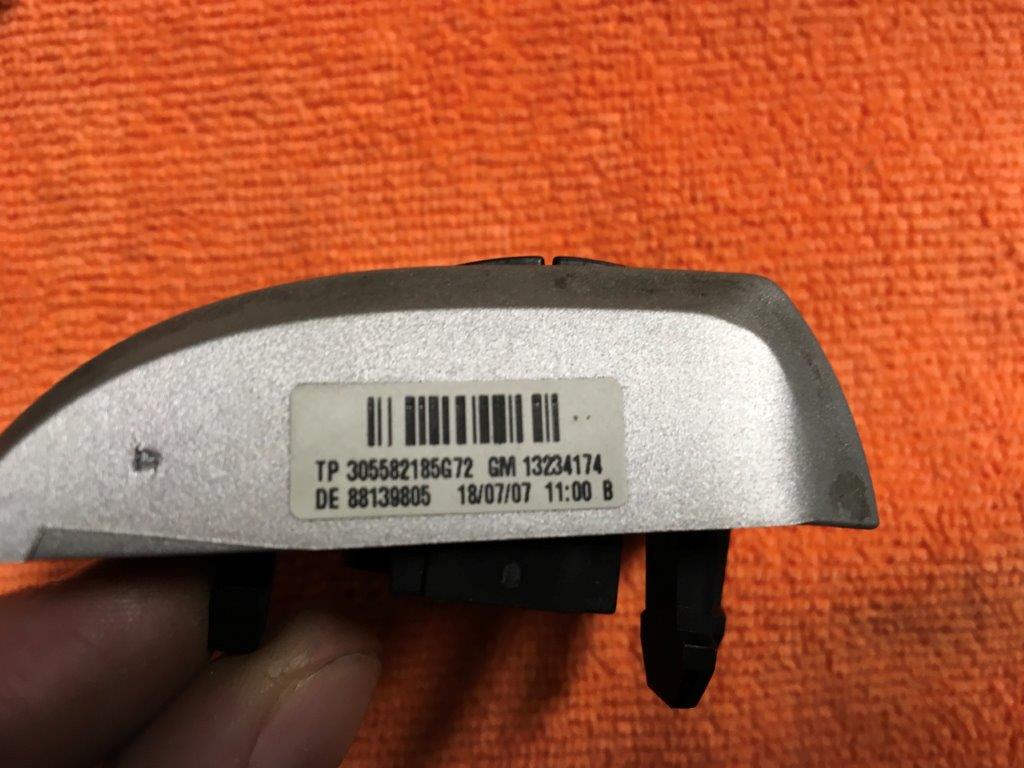 TP 305582185G72 GM 13234174
DE 88139805 18/07/07 11:00 B